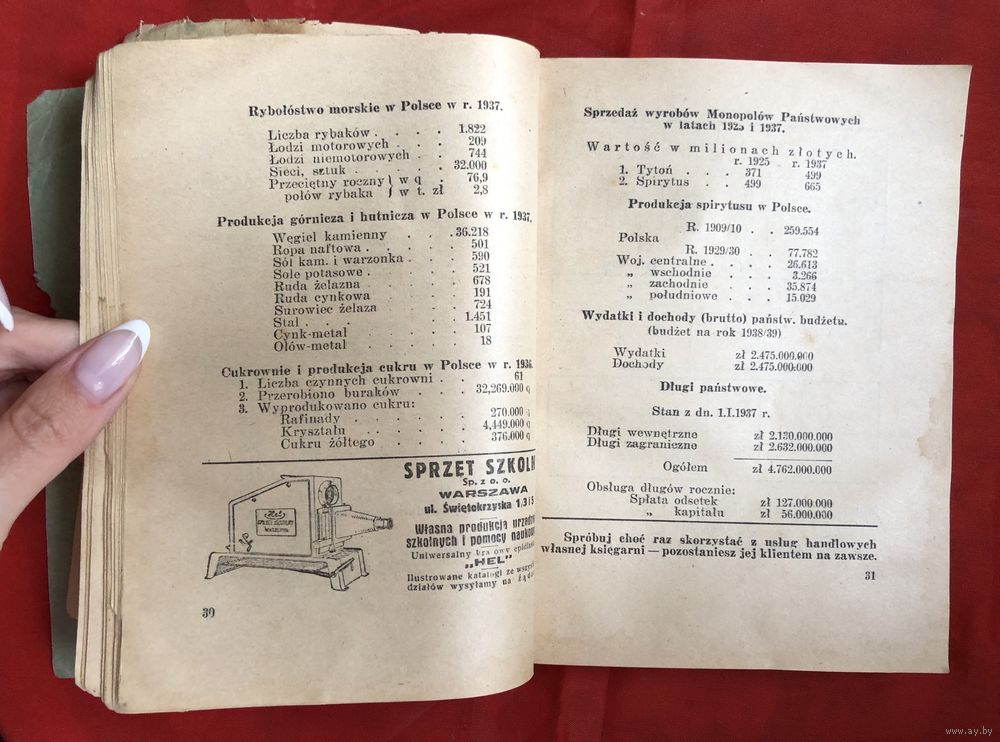 Rybołóstwo morskie w Polsce w r. 1937.
Liczba rybaków . . . . 1.822
Łodzi motorowych . . . 209
Łodzi niemotorowych . . 744
Sieci, sztuk . . . . 32.000
Przeciętny roczny } w q . 76,9
połów rybaka } w t. zł 2,8
Produkcja górnicza i hutnicza w Polsce w r. 1937.
Węgiel kamienny . . . 36.218
Ropa naftowa . . . . 501
Sól kam. i warzonka . . . 590
Sole potasowe . . . . 521
Ruda żelazna . . . . 678
Ruda cynkowa . . . . 191
Surowiec żelaza . . . . 724
Stal . . . . . 1.451
Cynk-metal . . . . 107
Ołów-metal . . . . 18
Cukrownie i produkcja cukru w Polsce w r. 1936.
1. Liczba czynnych cukrowni . . 61
2. Przerobiono buraków . . . 32,269.000 q
3. Wyprodukowano cukru:
Rafinady . . . . 270.000 q
Kryształu . . . . 4,449.000 q
Cukru żółtego . . . . 376.000 q
SPRZĘT SZKOLN
Sp. z o. o.
WARSZAWA
ul. Świętokrzyska
Własna produkcja urządz
szkolnych i pomocy naukow
Uniwersalny
„HEL"
Ilustrowane katalogi ze wszys
działów wysyłamy na żąda
30
Sprzedaż wyrobów Monopolów Państwowych
w latach 1925 i 1937.
Wartość w milionach złotych.
r. 1925 r. 1937
1. Tytoń . . . 371 499
2. Spirytus . . . 499 665
Produkcja spirytusu w Polsce.
R. 1909/10 . . 259.554
Polska
R. 1929/30 . . 77.782
Woj. centralne . . . . 26.613
„ wschodnie . . . 3.266
„ zachodnie . . . 35.874
„ południowe . . . 15.029
Wydatki i dochody (brutto) państw. budżetu.
(budżet na rok 1938/39)
Wydatki zł 2.475.000.000
Dochody zł 2.475.000.000
Długi państwowe.
Stan z dn. 1.I.1937 r.
Długi wewnętrzne zł 2.130.000.000
Długi zagraniczne zł 2.632.000.000
Ogółem zł 4.762.000.000
Obsługa długów rocznie:
Spłata odsetek zł 127.000.000
„ kapitału zł 56.000.000
Spróbuj choć raz skorzystać z usług handlowych
własnej księgarni — pozostaniesz jej klientem na zawsze.
31
www.ay.by